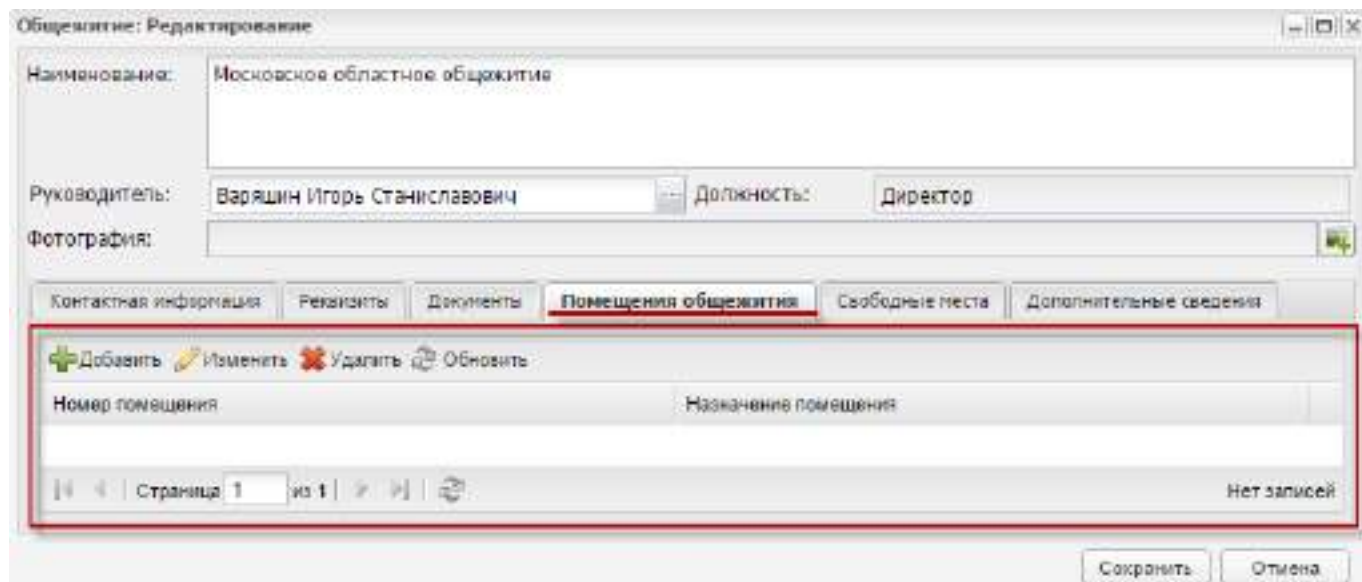 Общежитие: Редактирование
Наименование: Московское областное общежитие
Руководитель: Варяшин Игорь Станиславович ... Должность: Директор
Фотография:
Контактная информация Реквизиты Документы Помещения общежития Свободные места Дополнительные сведения
Добавить Изменить Удалить Обновить
Номер помещения Назначение помещения
Страница 1 из 1 Нет записей
Сохранить Отмена